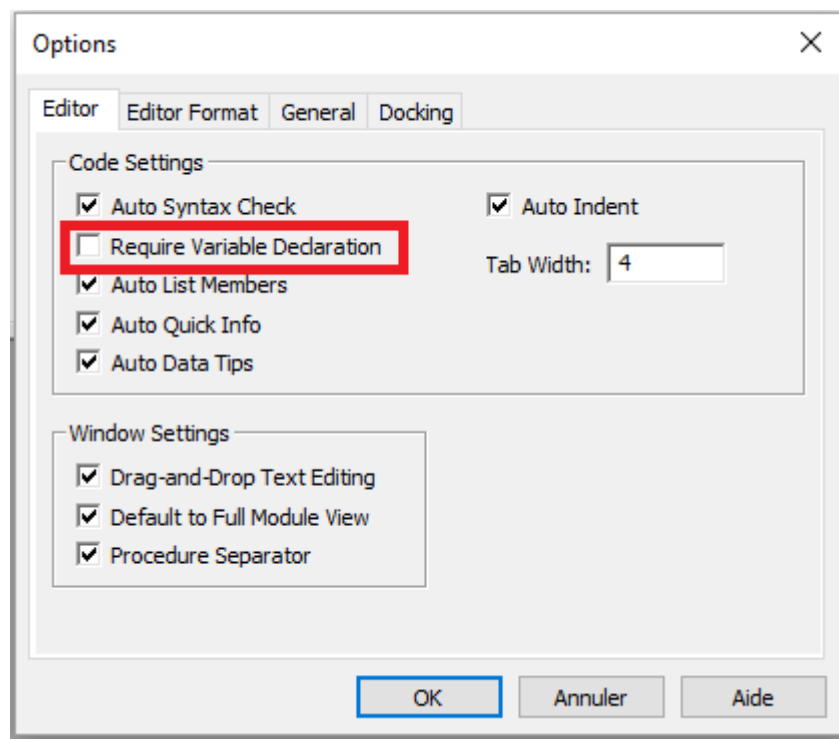 Options
Editor Editor Format General Docking
Code Settings
Auto Syntax Check Auto Indent
Require Variable Declaration
Tab Width: 4
Auto List Members
Auto Quick Info
Auto Data Tips
Window Settings
Drag-and-Drop Text Editing
Default to Full Module View
Procedure Separator
OK Annuler Aide